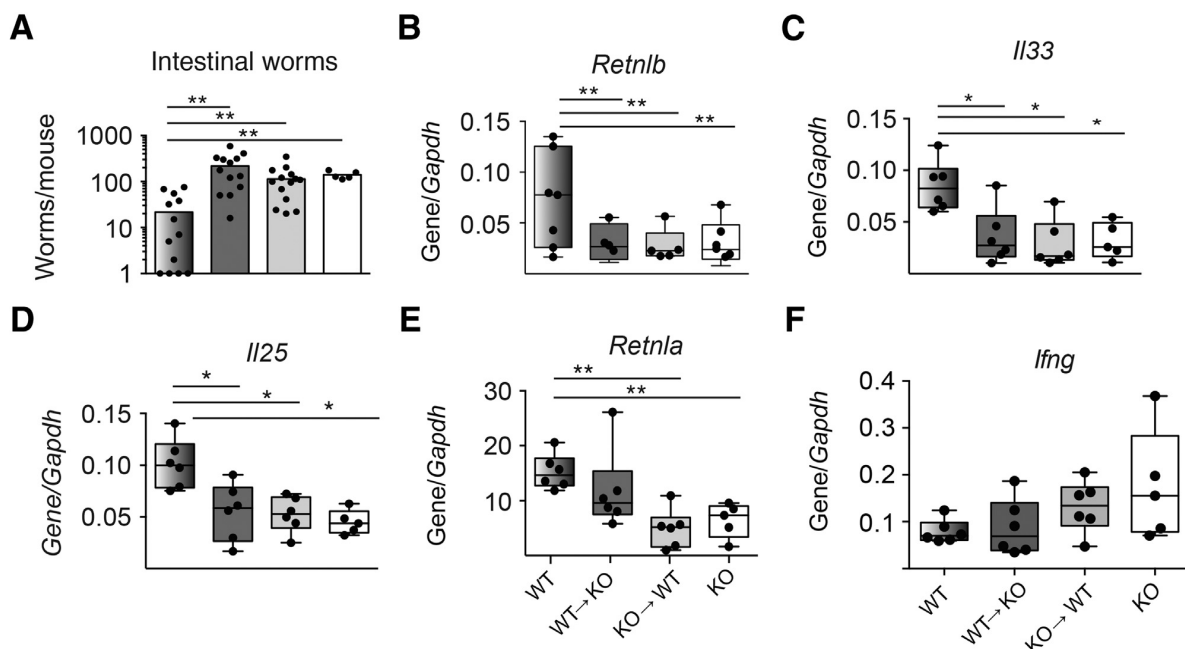 A
Intestinal worms
**
**
**
Worms/mouse
1000
100
10
1
B
Retnlb
**
**
**
Gene/Gapdh
0.15
0.10
0.05
C
Il33
*
*
*
Gene/Gapdh
0.15
0.10
0.05
D
Il25
*
*
*
Gene/Gapdh
0.15
0.10
0.05
E
Retnla
**
**
Gene/Gapdh
30
20
10
WT
WT→KO
KO→WT
KO
F
Ifng
Gene/Gapdh
0.4
0.3
0.2
0.1
WT
WT→KO
KO→WT
KO